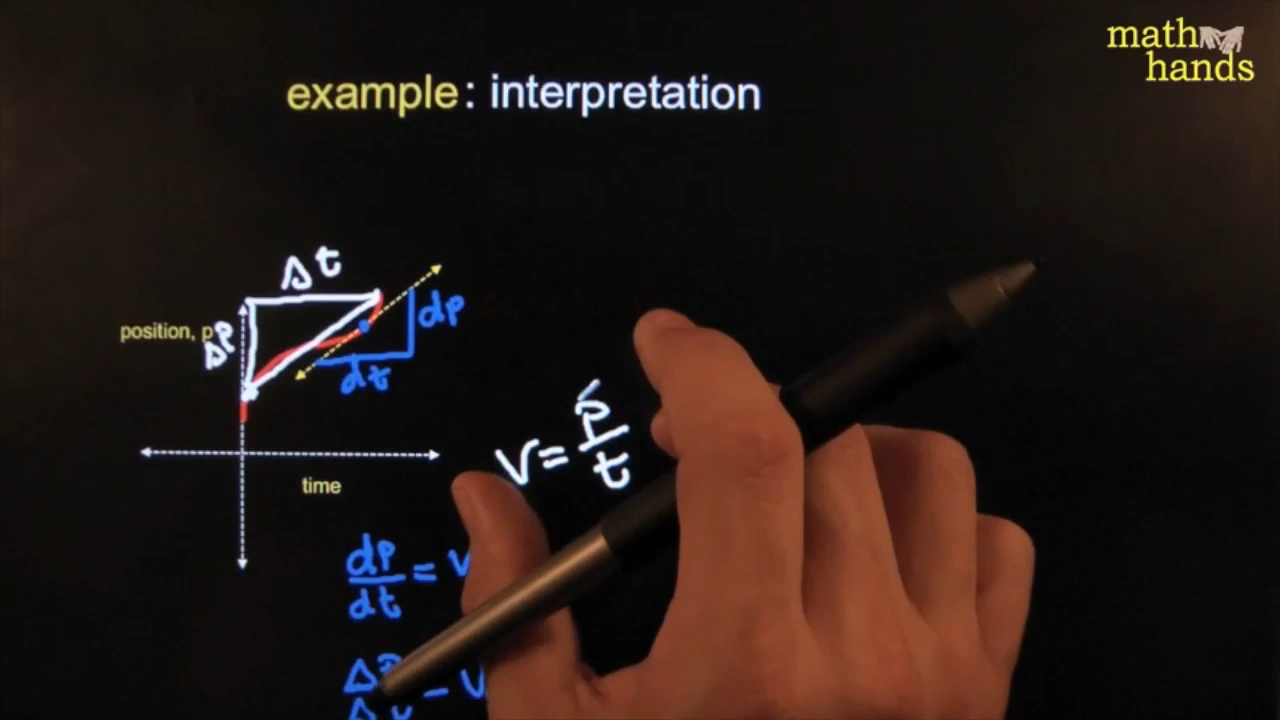 math
hands
example: interpretation
Δt
position, p
ΔP
dp
dt
V = P/t
time
dP/dt = V